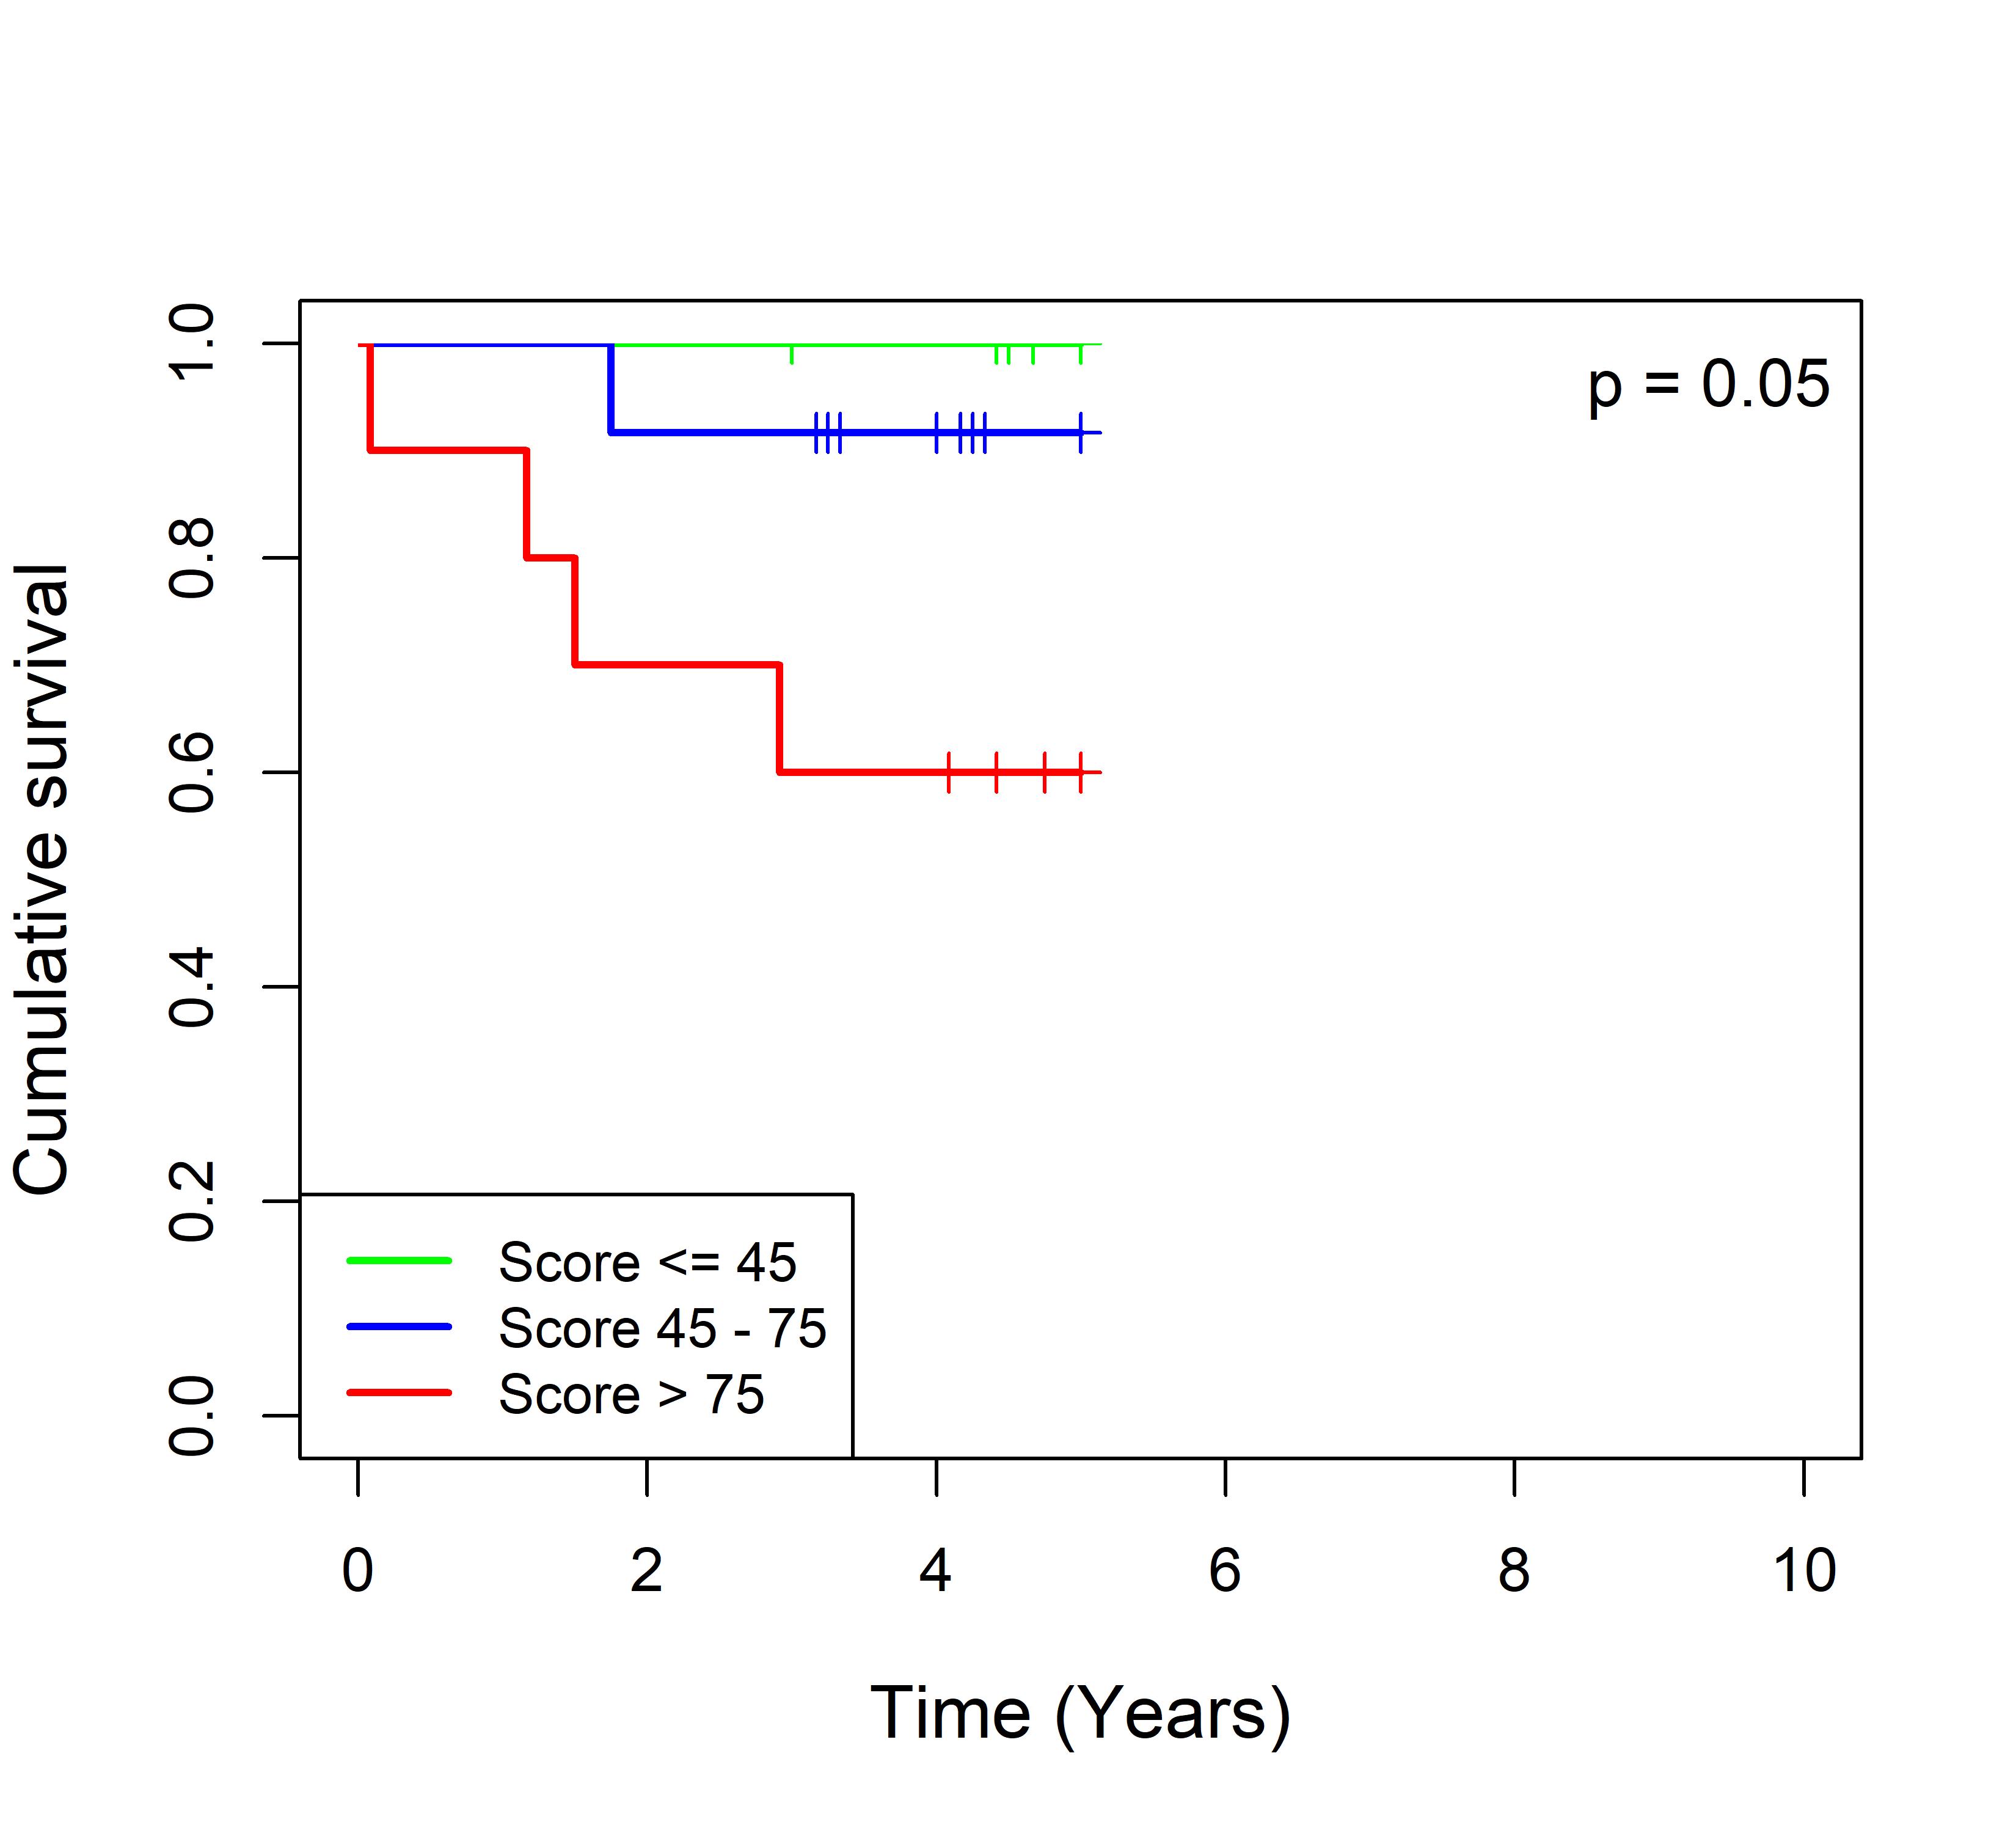 p = 0.05
Cumulative survival
1.0
0.8
0.6
0.4
0.2
0.0
Score <= 45
Score 45 - 75
Score > 75
0 2 4 6 8 10
Time (Years)